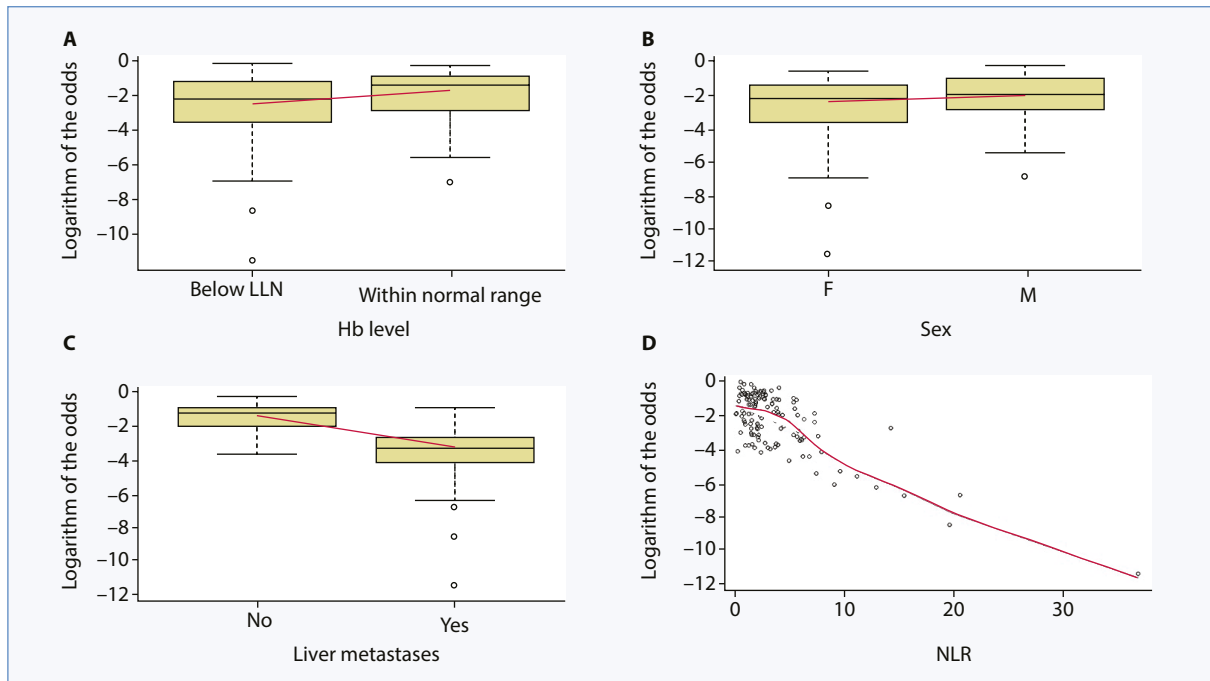 A
Logarithm of the odds
0
−2
−4
−6
−8
−10
Below LLN
Within normal range
Hb level
B
Logarithm of the odds
0
−2
−4
−6
−8
−10
−12
F
M
Sex
C
Logarithm of the odds
0
−2
−4
−6
−8
−10
−12
No
Yes
Liver metastases
D
Logarithm of the odds
0
−2
−4
−6
−8
−10
−12
0
10
20
30
NLR